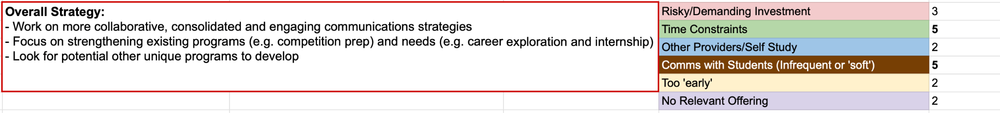 Overall Strategy:
- Work on more collaborative, consolidated and engaging communications strategies
- Focus on strengthening existing programs (e.g. competition prep) and needs (e.g. career exploration and internship)
- Look for potential other unique programs to develop
Risky/Demanding Investment 3
Time Constraints 5
Other Providers/Self Study 2
Comms with Students (Infrequent or 'soft') 5
Too 'early' 2
No Relevant Offering 2